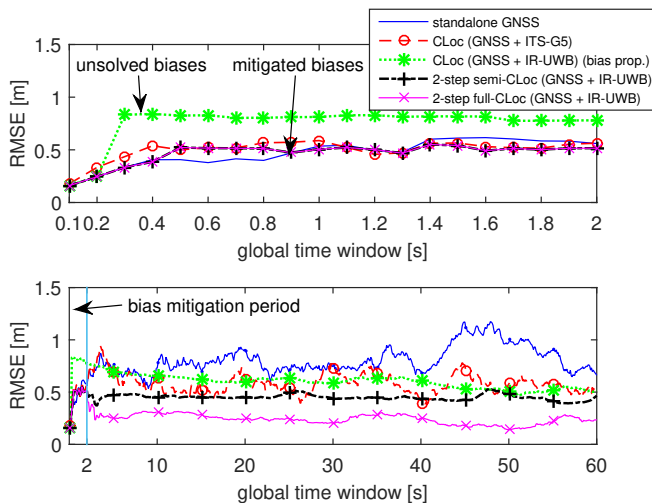 standalone GNSS
CLoc (GNSS + ITS-G5)
CLoc (GNSS + IR-UWB) (bias prop.)
2-step semi-CLoc (GNSS + IR-UWB)
2-step full-CLoc (GNSS + IR-UWB)
unsolved biases
mitigated biases
RMSE [m]
1.5
1
0.5
0
0.1 0.2 0.4 0.6 0.8 1 1.2 1.4 1.6 1.8 2
global time window [s]
bias mitigation period
RMSE [m]
1.5
1
0.5
0
2 10 20 30 40 50 60
global time window [s]